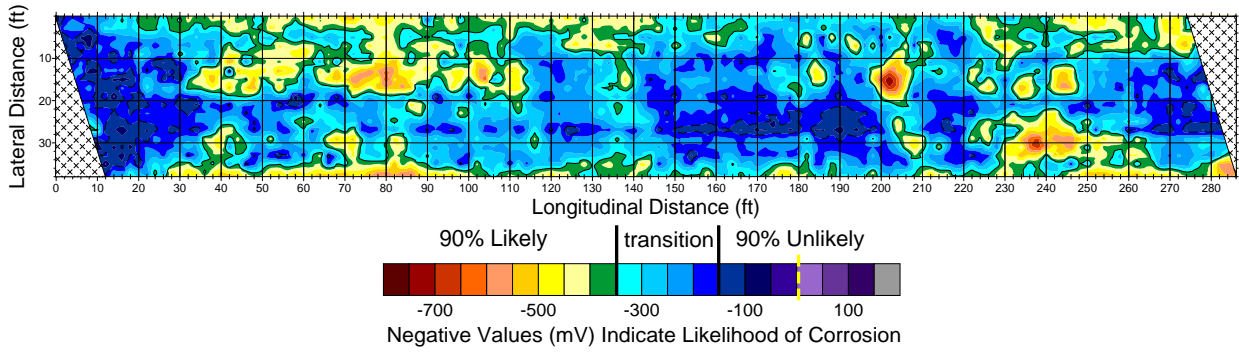 Lateral Distance (ft)
10
20
30
0 10 20 30 40 50 60 70 80 90 100 110 120 130 140 150 160 170 180 190 200 210 220 230 240 250 260 270 280
Longitudinal Distance (ft)
90% Likely transition 90% Unlikely
-700 -500 -300 -100 100
Negative Values (mV) Indicate Likelihood of Corrosion